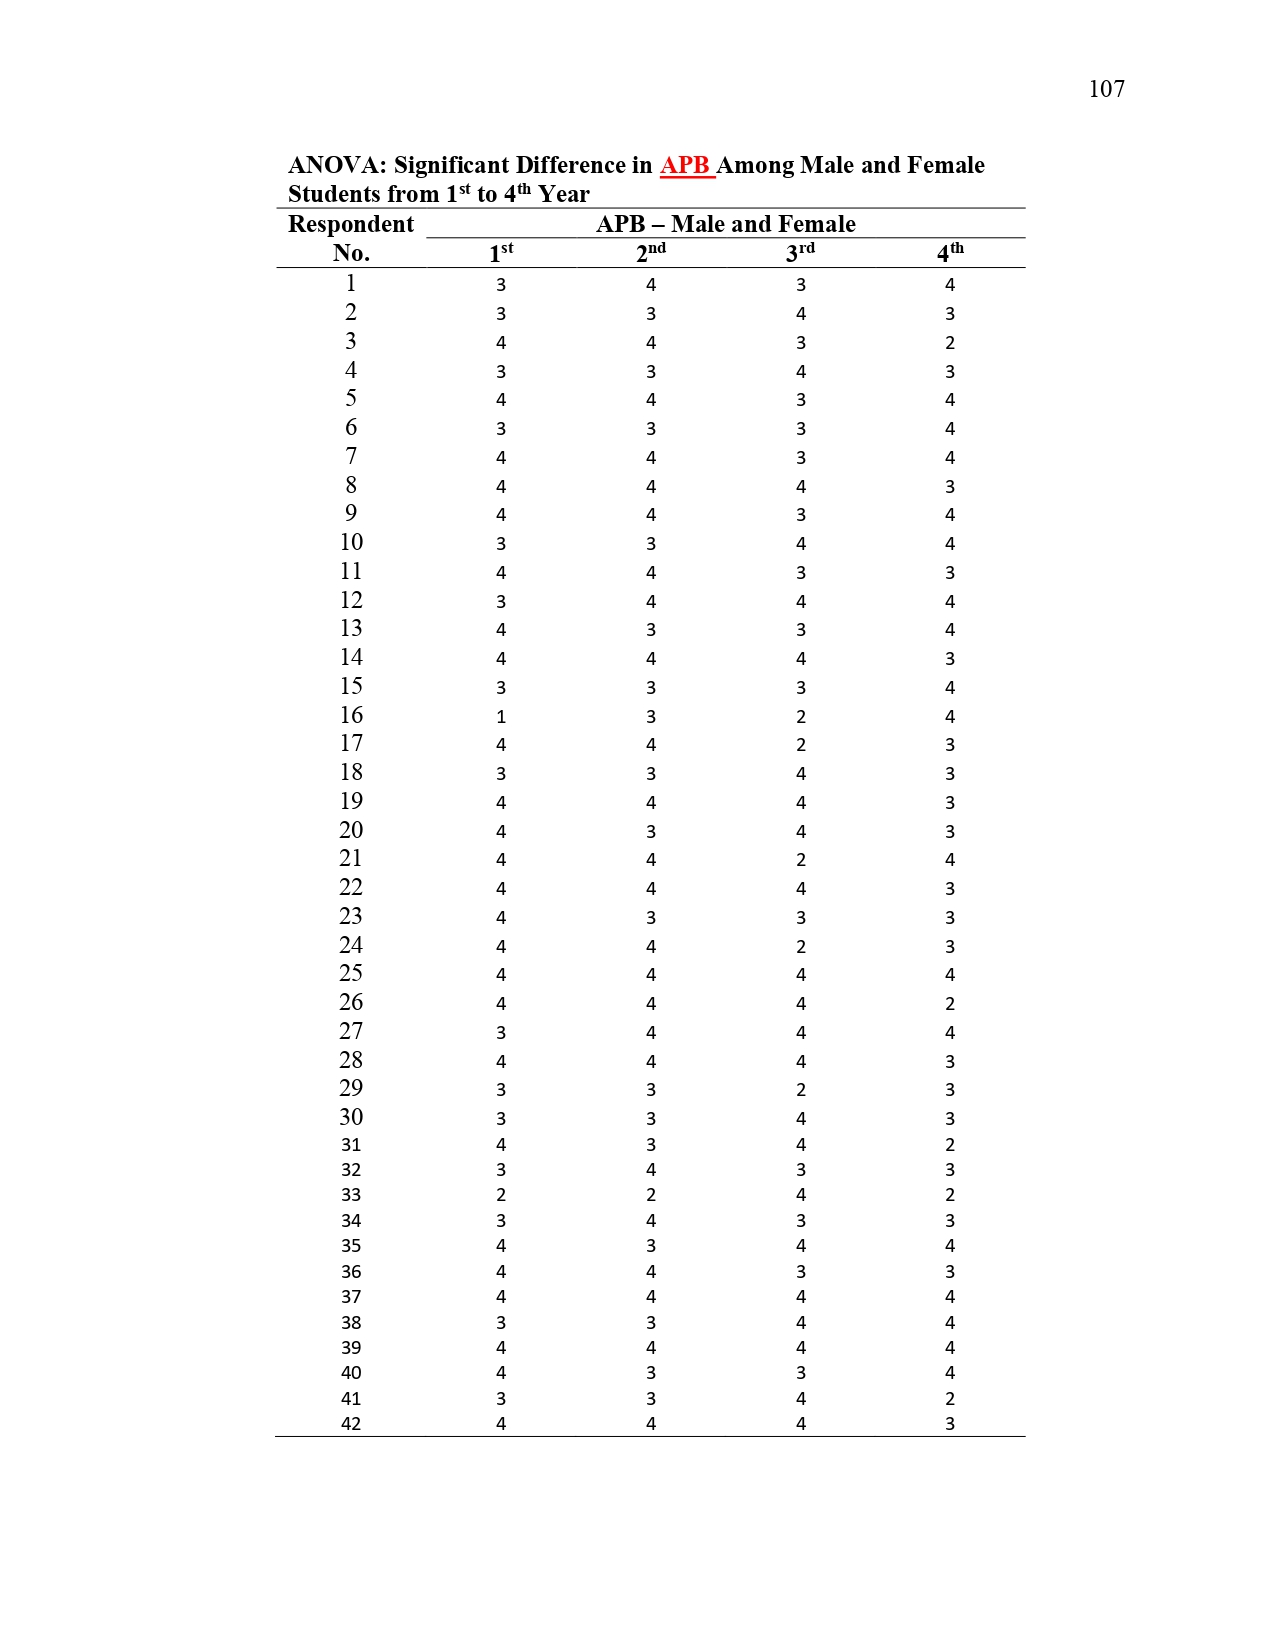 107
ANOVA: Significant Difference in APB Among Male and Female
Students from 1st to 4th Year
Respondent APB – Male and Female
No. 1st 2nd 3rd 4th
1 3 4 3 4
2 3 3 4 3
3 4 4 3 2
4 3 3 4 3
5 4 4 3 4
6 3 3 3 4
7 4 4 3 4
8 4 4 4 3
9 4 4 3 4
10 3 3 4 4
11 4 4 3 3
12 3 4 4 4
13 4 3 3 4
14 4 4 4 3
15 3 3 3 4
16 1 3 2 4
17 4 4 2 3
18 3 3 4 3
19 4 4 4 3
20 4 3 4 3
21 4 4 2 4
22 4 4 4 3
23 4 3 3 3
24 4 4 2 3
25 4 4 4 4
26 4 4 4 2
27 3 4 4 4
28 4 4 4 3
29 3 3 2 3
30 3 3 4 3
31 4 3 4 2
32 3 4 3 3
33 2 2 4 2
34 3 4 3 3
35 4 3 4 4
36 4 4 3 3
37 4 4 4 4
38 3 3 4 4
39 4 4 4 4
40 4 3 3 4
41 3 3 4 2
42 4 4 4 3